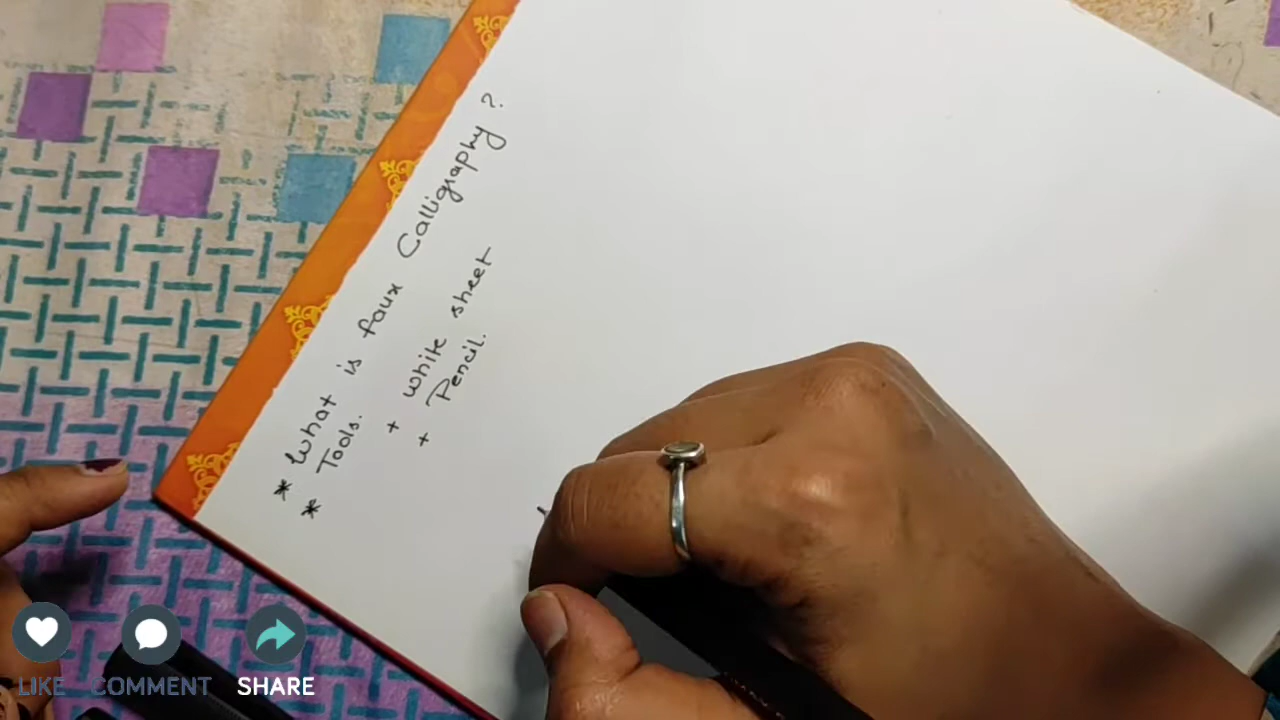 * What is faux Calligraphy ?
* Tools.
+ white sheet
+ Pencil.
LIKE COMMENT SHARE